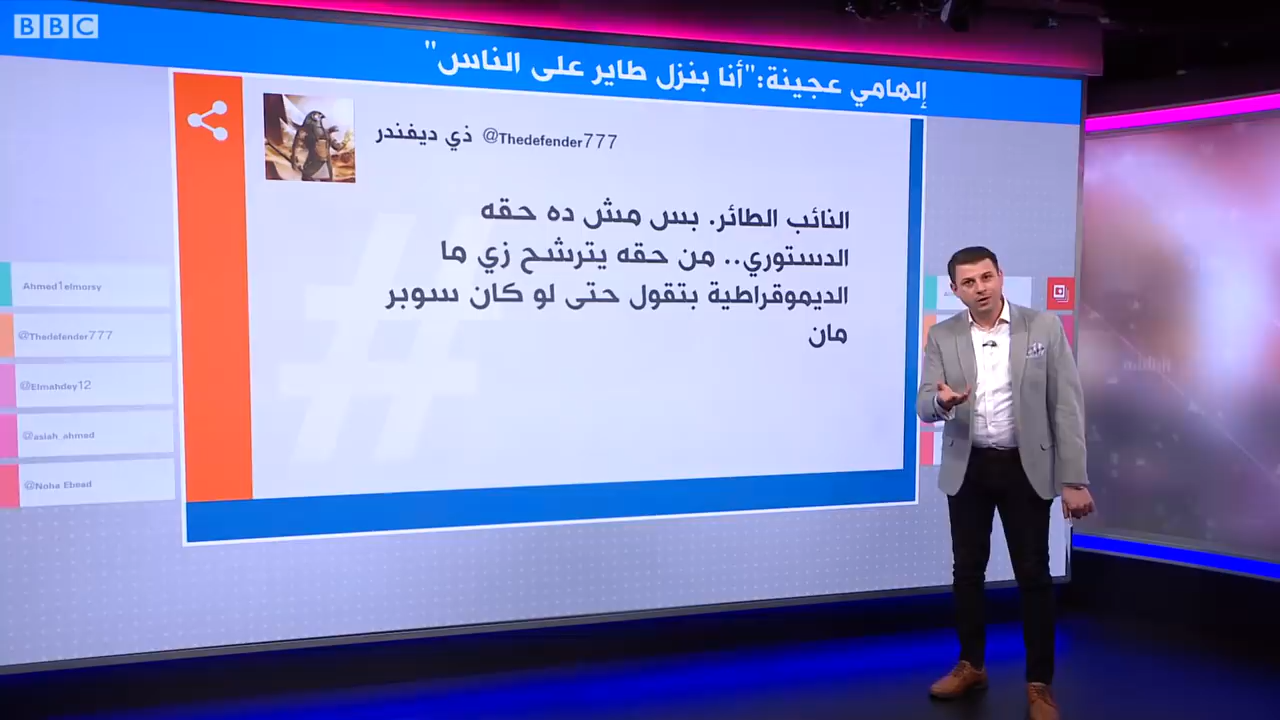 BBC
إلهامي عجينة:"أنا بنزل طاير على الناس"
ذي ديفندر @Thedefender777
النائب الطائر. بس مش ده حقه
الدستوري.. من حقه يترشح زي ما
الديموقراطية بتقول حتى لو كان سوبر
مان
Ahmed1elmorsy
@Thedefender777
@Elmahdey12
@asiah_ahmad
@Noha Ebead